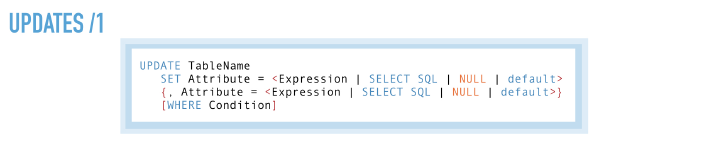 UPDATES /1
UPDATE TableName
SET Attribute = <Expression | SELECT SQL | NULL | default>
{, Attribute = <Expression | SELECT SQL | NULL | default>}
[WHERE Condition]